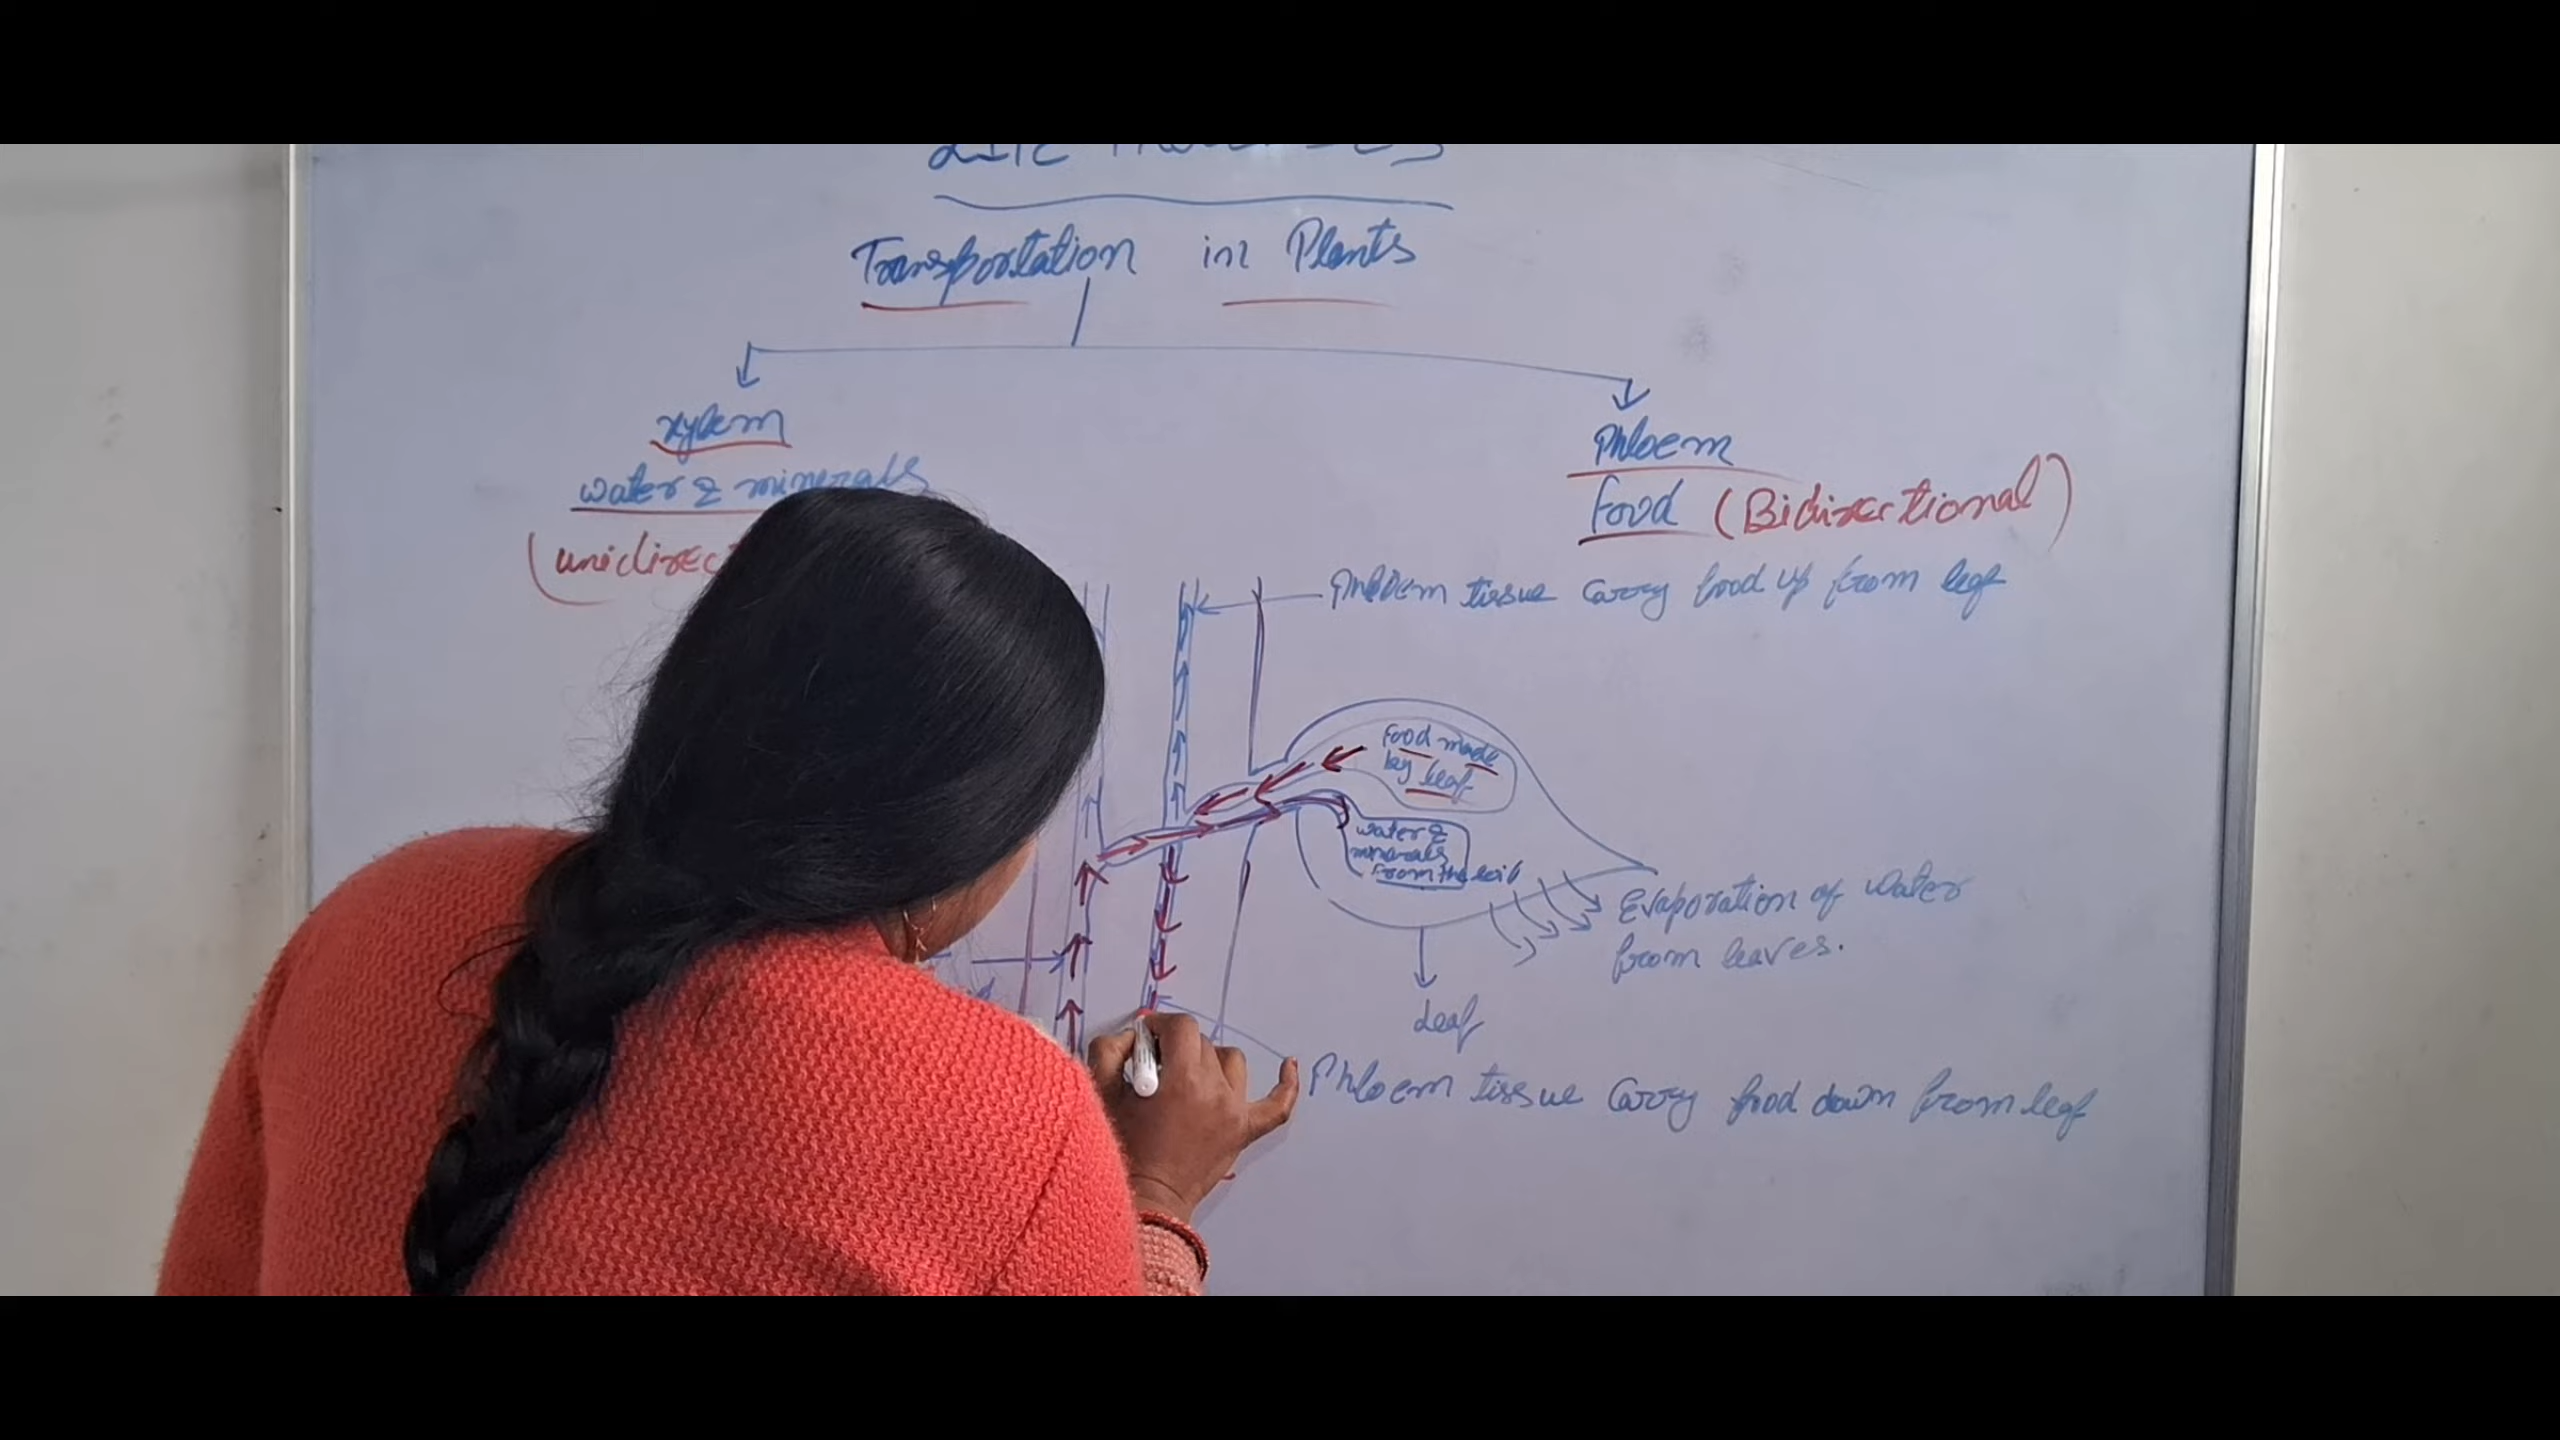 Transportation in Plants
xylem
water & minerals
(unidirec
Phloem
food (Bidirectional)
Phloem tissue carry food up from leaf
Food made
by leaf
water &
minerals
From the soil
Evaporation of water
from leaves.
Leaf
Phloem tissue carry food down from leaf